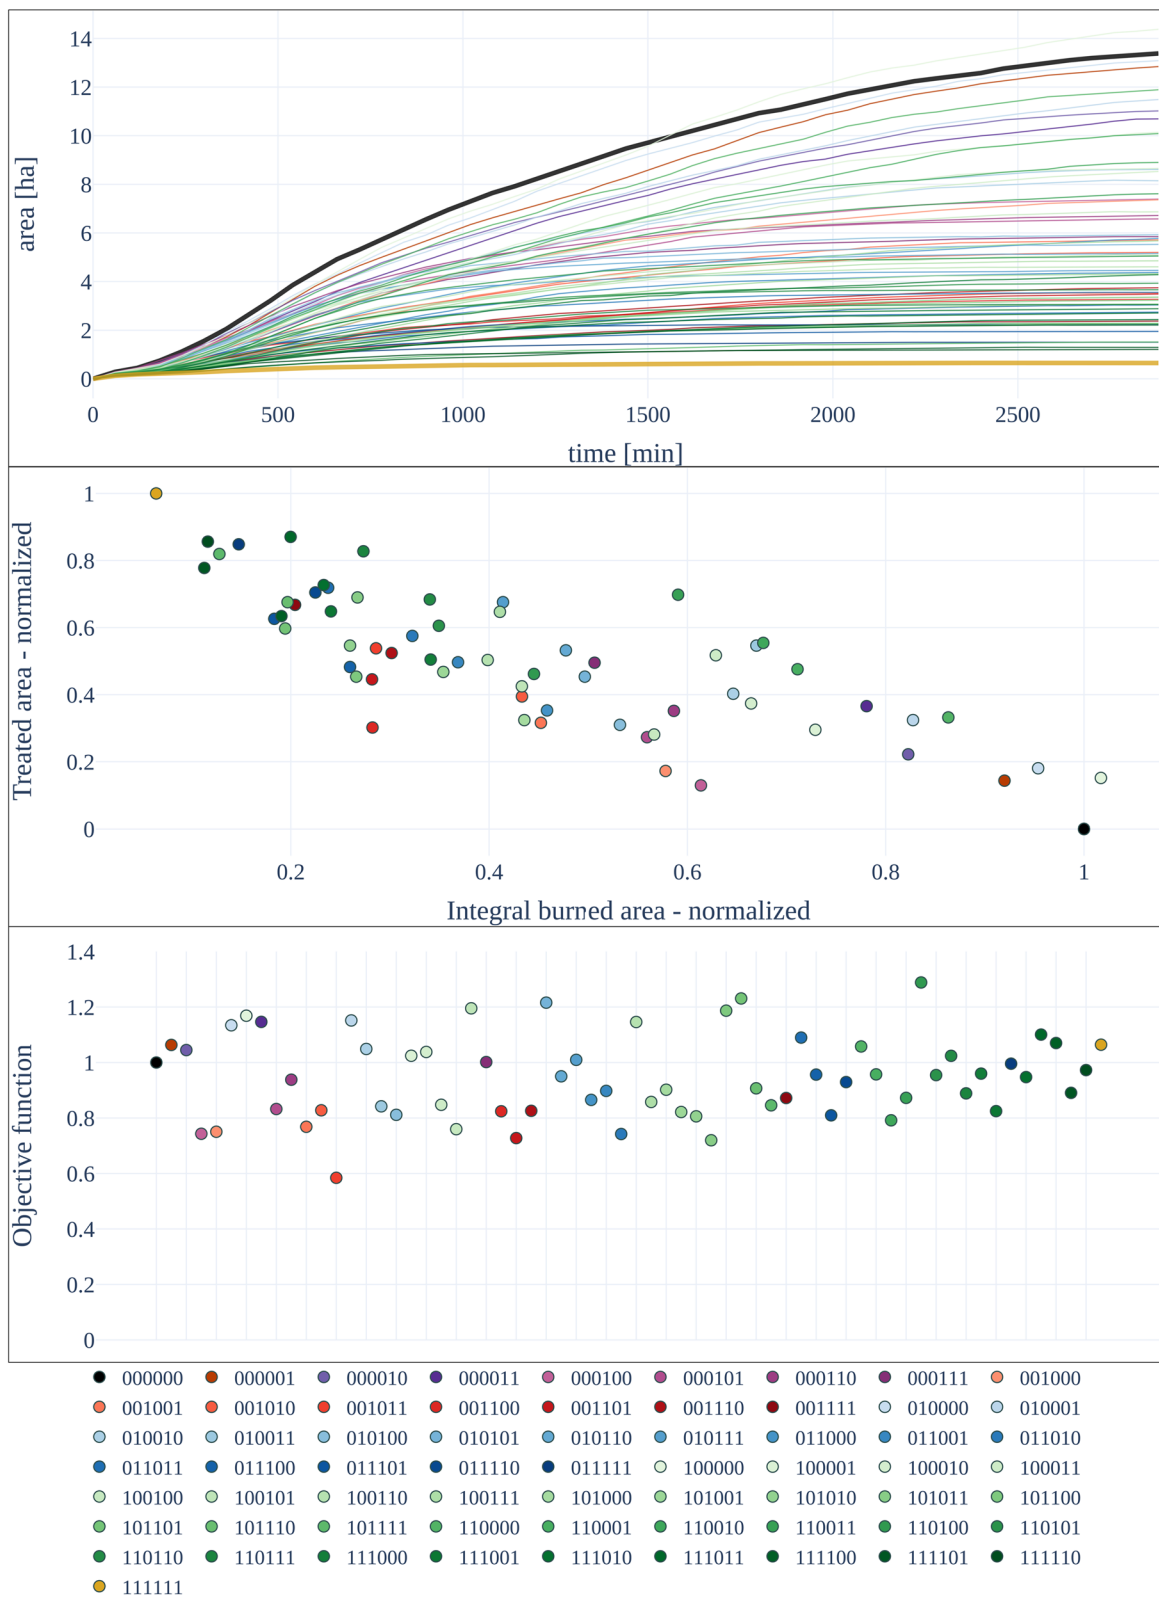 14
12
10
8
6
4
2
0
area [ha]
0 500 1000 1500 2000 2500
time [min]
1
0.8
0.6
0.4
0.2
0
Treated area - normalized
0.2 0.4 0.6 0.8 1
Integral burned area - normalized
1.4
1.2
1
0.8
0.6
0.4
0.2
0
Objective function
000000 000001 000010 000011 000100 000101 000110 000111 001000
001001 001010 001011 001100 001101 001110 001111 010000 010001
010010 010011 010100 010101 010110 010111 011000 011001 011010
011011 011100 011101 011110 011111 100000 100001 100010 100011
100100 100101 100110 100111 101000 101001 101010 101011 101100
101101 101110 101111 110000 110001 110010 110011 110100 110101
110110 110111 111000 111001 111010 111011 111100 111101 111110
111111